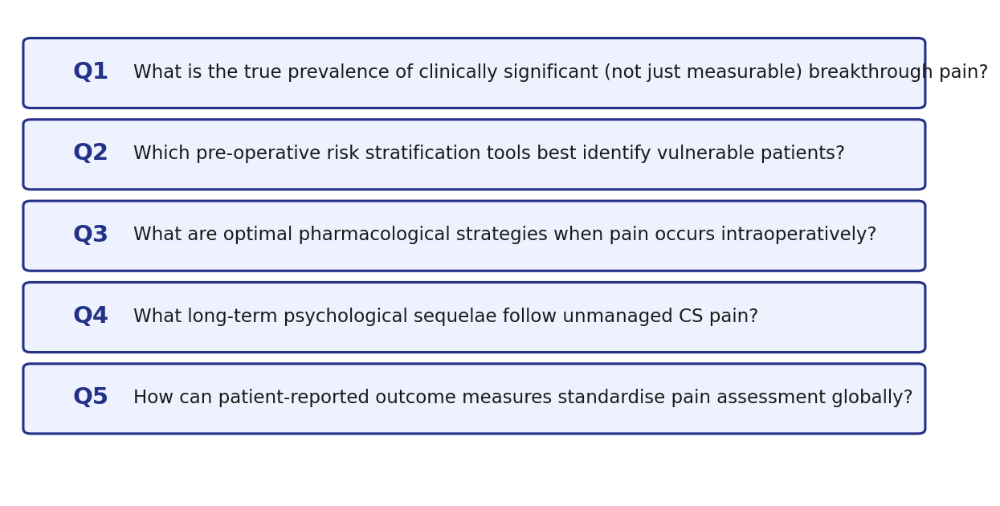 Q1 What is the true prevalence of clinically significant (not just measurable) breakthrough pain?
Q2 Which pre-operative risk stratification tools best identify vulnerable patients?
Q3 What are optimal pharmacological strategies when pain occurs intraoperatively?
Q4 What long-term psychological sequelae follow unmanaged CS pain?
Q5 How can patient-reported outcome measures standardise pain assessment globally?